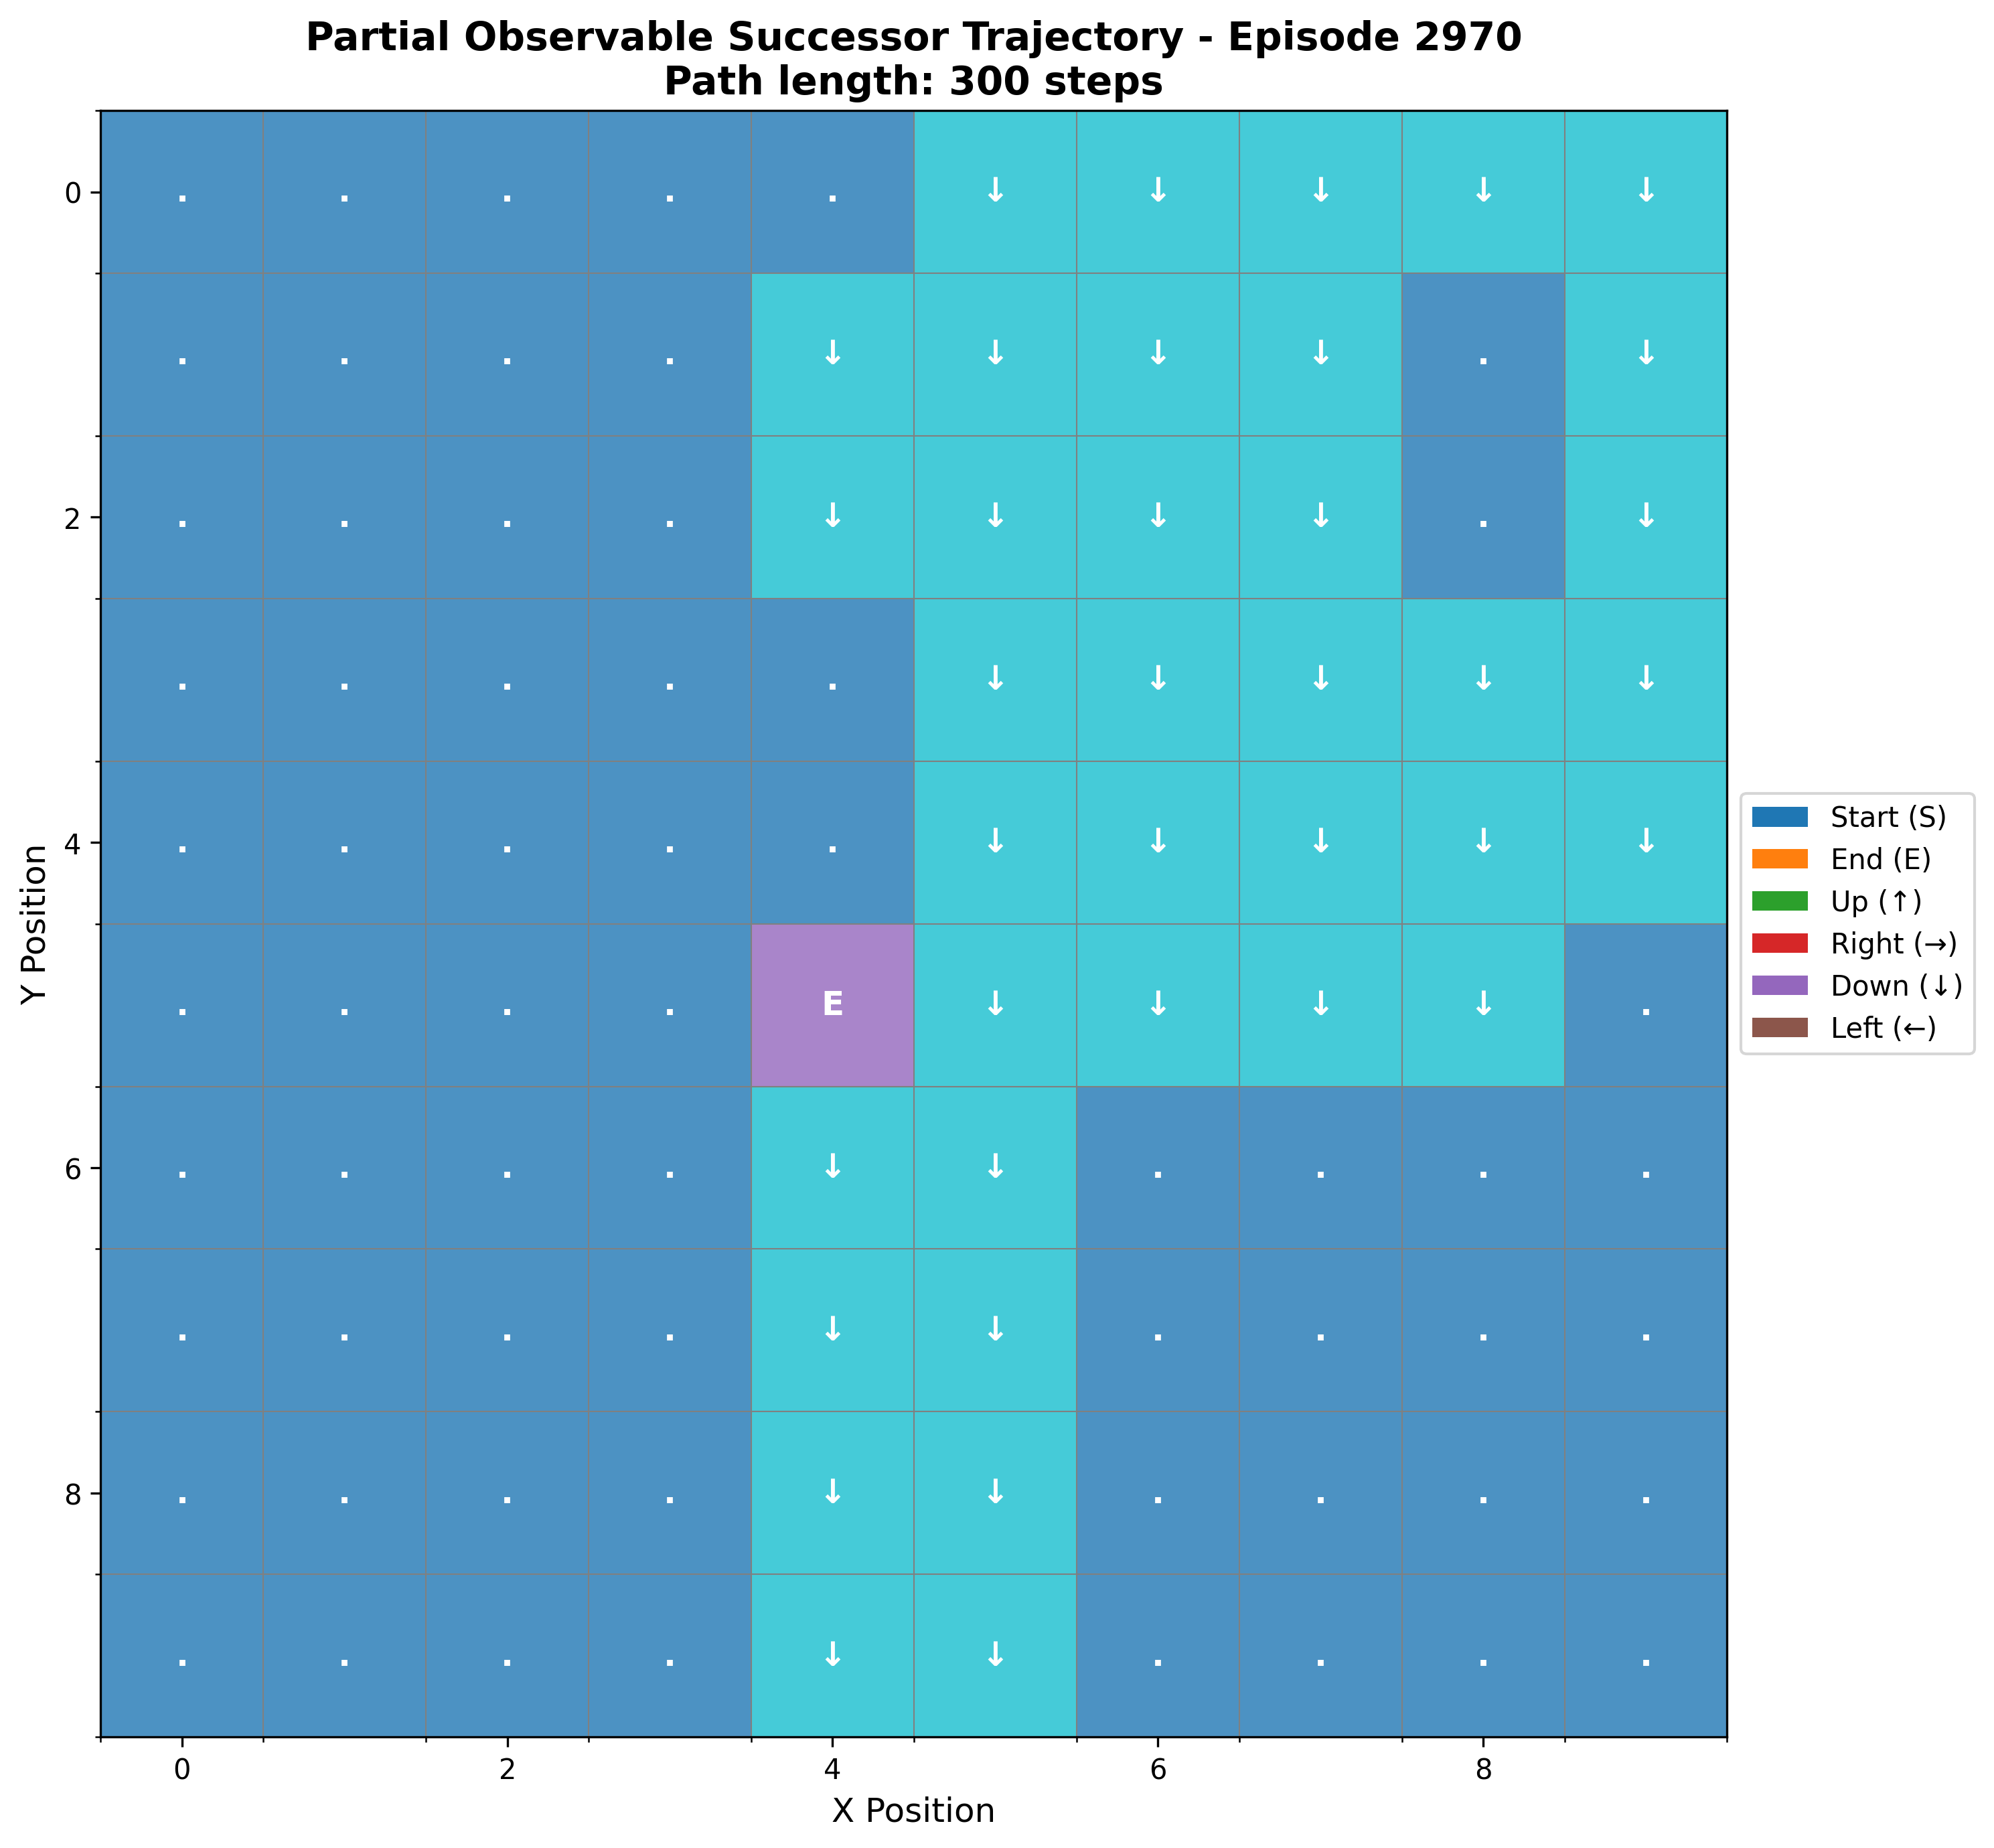 Partial Observable Successor Trajectory - Episode 2970
Path length: 300 steps
0 . . . . . ↓ ↓ ↓ ↓ ↓
. . . . ↓ ↓ ↓ ↓ . ↓
2 . . . . ↓ ↓ ↓ ↓ . ↓
. . . . . ↓ ↓ ↓ ↓ ↓
4 . . . . . ↓ ↓ ↓ ↓ ↓
. . . . E ↓ ↓ ↓ ↓ .
6 . . . . ↓ ↓ . . . .
. . . . ↓ ↓ . . . .
8 . . . . ↓ ↓ . . . .
. . . . ↓ ↓ . . . .
0 2 4 6 8
X Position
Y Position
Start (S)
End (E)
Up (↑)
Right (→)
Down (↓)
Left (←)